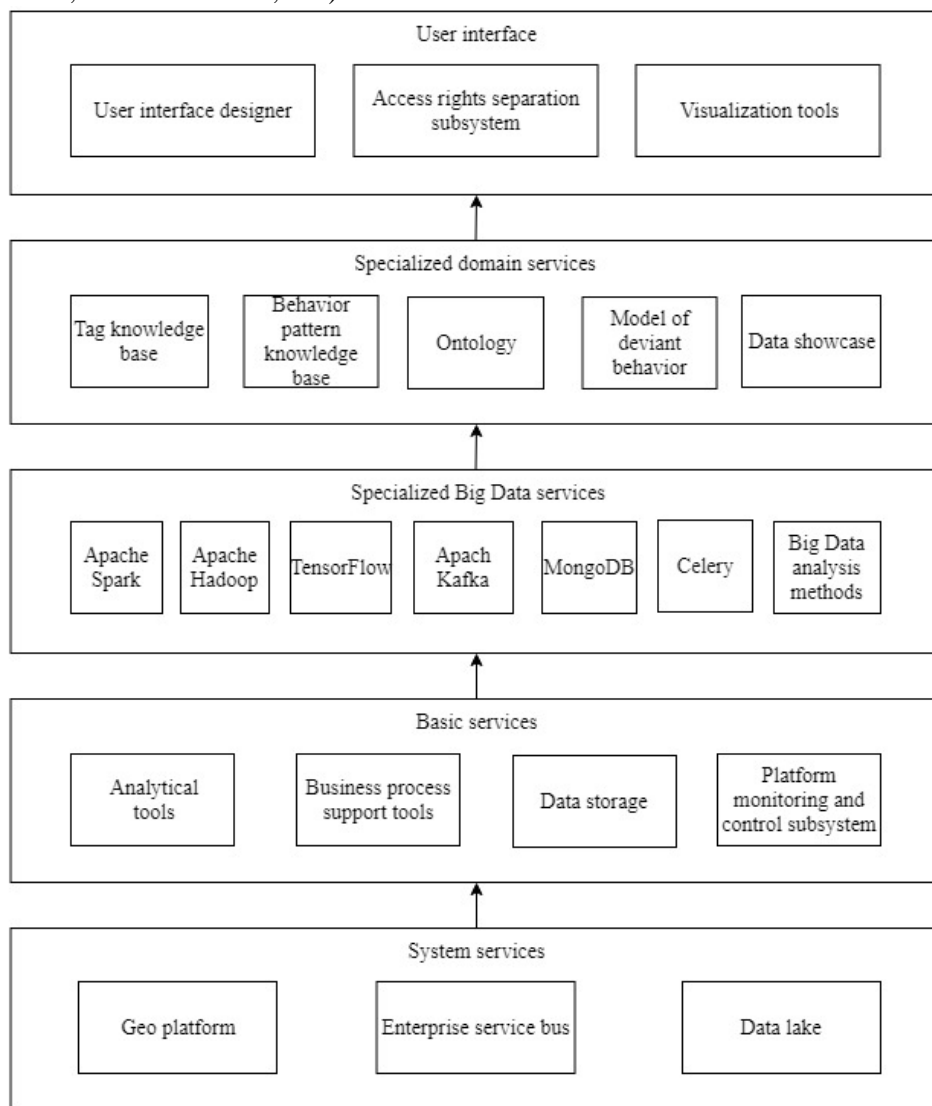 User interface
User interface designer
Access rights separation
subsystem
Visualization tools
Specialized domain services
Tag knowledge
base
Behavior
pattern
knowledge
base
Ontology
Model of
deviant
behavior
Data showcase
Specialized Big Data services
Apache
Spark
Apache
Hadoop
TensorFlow
Apach
Kafka
MongoDB
Celery
Big Data
analysis
methods
Basic services
Analytical
tools
Business process
support tools
Data storage
Platform
monitoring and
control subsystem
System services
Geo platform
Enterprise service bus
Data lake